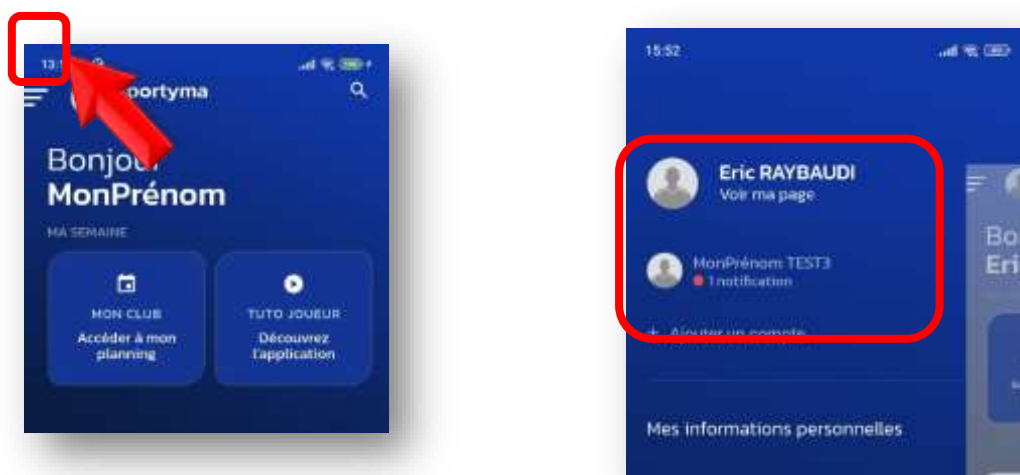 portyma
Bonjour
MonPrénom
MA SEMAINE
MON CLUB
Accéder à mon
planning
TUTO JOUEUR
Découvrez
l'application
15:52
Eric RAYBAUDI
Voir ma page
MonPrénom TEST3
1 notification
+ Ajouter un compte
Mes informations personnelles
Bo
Eri